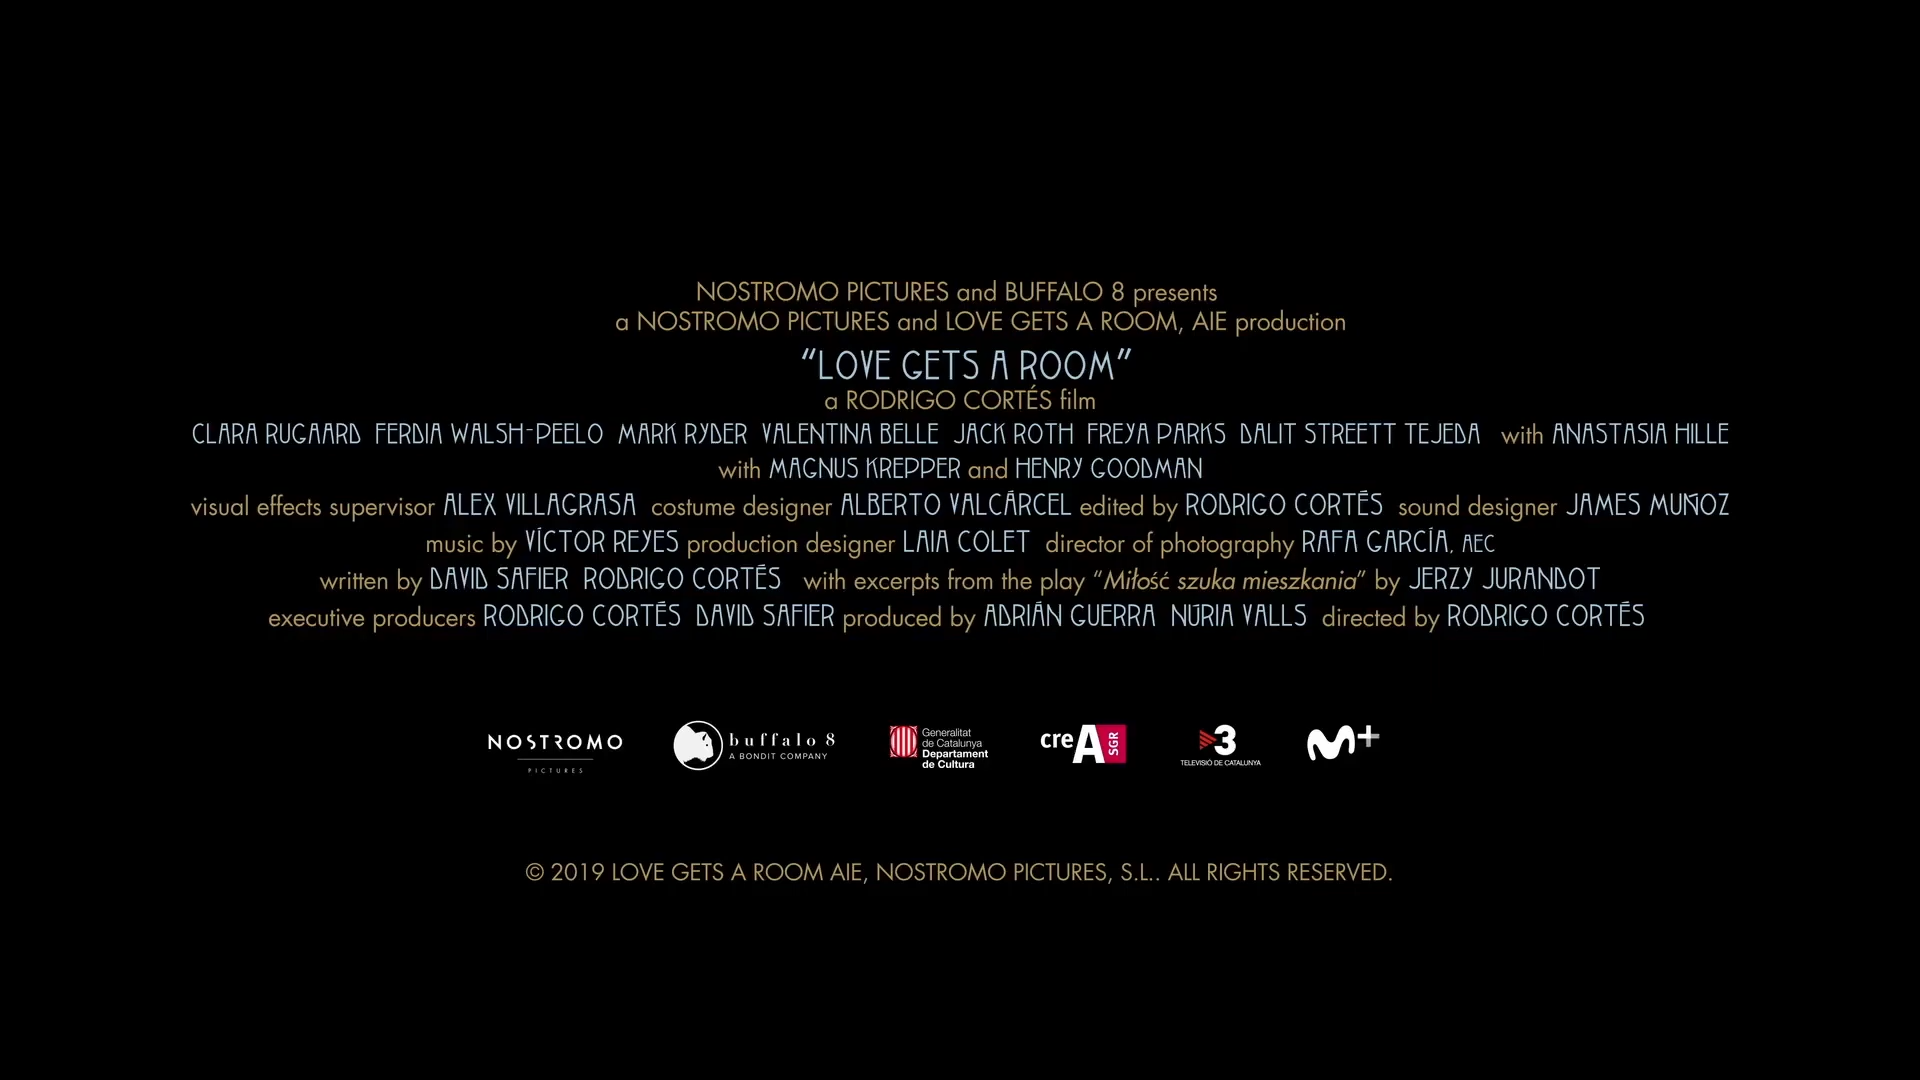 NOSTROMO PICTURES and BUFFALO 8 presents
a NOSTROMO PICTURES and LOVE GETS A ROOM, AIE production
“LOVE GETS A ROOM”
a RODRIGO CORTÉS film
CLARA RUGAARD FERDIA WALSH-PEELO MARK RYDER VALENTINA BELLE JACK ROTH FREYA PARKS DALIT STREETT TEJEDA with ANASTASIA HILLE
with MAGNUS KREPPER and HENRY GOODMAN
visual effects supervisor ALEX VILLAGRASA costume designer ALBERTO VALCÁRCEL edited by RODRIGO CORTÉS sound designer JAMES MUÑOZ
music by VÍCTOR REYES production designer LAIA COLET director of photography RAFA GARCÍA, AEC
written by DAVID SAFIER RODRIGO CORTÉS with excerpts from the play “Miłość szuka mieszkania” by JERZY JURANDOT
executive producers RODRIGO CORTÉS DAVID SAFIER produced by ADRIÁN GUERRA NÚRIA VALLS directed by RODRIGO CORTÉS
NOSTROMO
PICTURES
buffalo 8
A BONDIT COMPANY
Generalitat
de Catalunya
Departament
de Cultura
creA SGR
3
TELEVISIÓ DE CATALUNYA
M+
© 2019 LOVE GETS A ROOM AIE, NOSTROMO PICTURES, S.L.. ALL RIGHTS RESERVED.